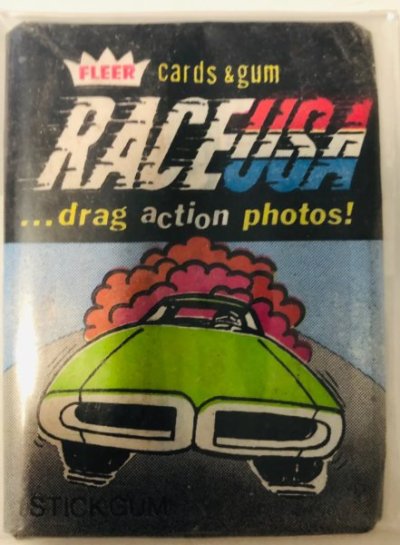 FLEER cards & gum
RACE USA
...drag action photos!
STICK GUM